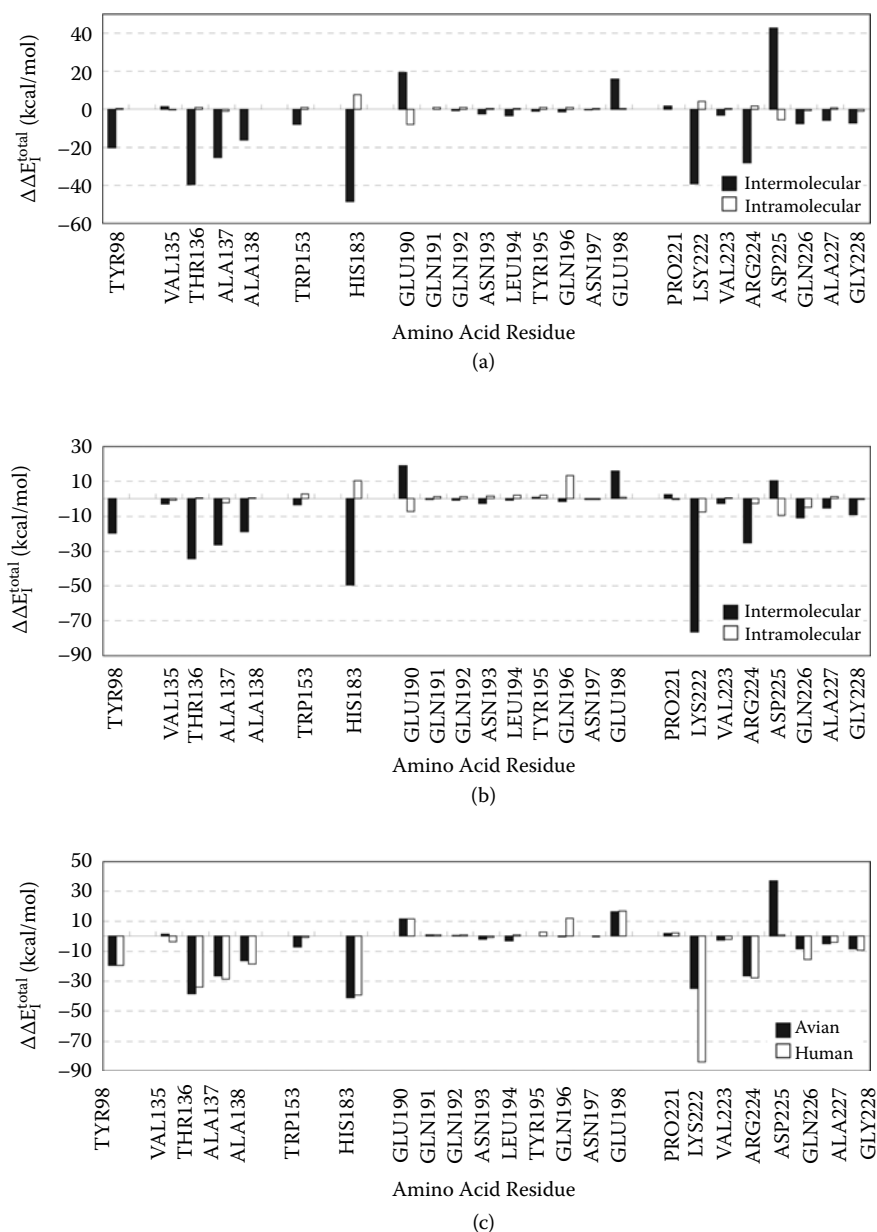 40
20
0
−20
−40
−60
ΔΔE_I^total (kcal/mol)
Intermolecular
Intramolecular
TYR98
VAL135
THR136
ALA137
ALA138
TRP153
HIS183
GLU190
GLN191
GLN192
ASN193
LEU194
TYR195
GLN196
ASN197
GLU198
PRO221
LSY222
VAL223
ARG224
ASP225
GLN226
ALA227
GLY228
Amino Acid Residue
(a)
30
10
−10
−30
−50
−70
−90
ΔΔE_I^total (kcal/mol)
Intermolecular
Intramolecular
TYR98
VAL135
THR136
ALA137
ALA138
TRP153
HIS183
GLU190
GLN191
GLN192
ASN193
LEU194
TYR195
GLN196
ASN197
GLU198
PRO221
LYS222
VAL223
ARG224
ASP225
GLN226
ALA227
GLY228
Amino Acid Residue
(b)
50
30
10
−10
−30
−50
−70
−90
ΔΔE_I^total (kcal/mol)
Avian
Human
TYR98
VAL135
THR136
ALA137
ALA138
TRP153
HIS183
GLU190
GLN191
GLN192
ASN193
LEU194
TYR195
GLN196
ASN197
GLU198
PRO221
LYS222
VAL223
ARG224
ASP225
GLN226
ALA227
GLY228
Amino Acid Residue
(c)